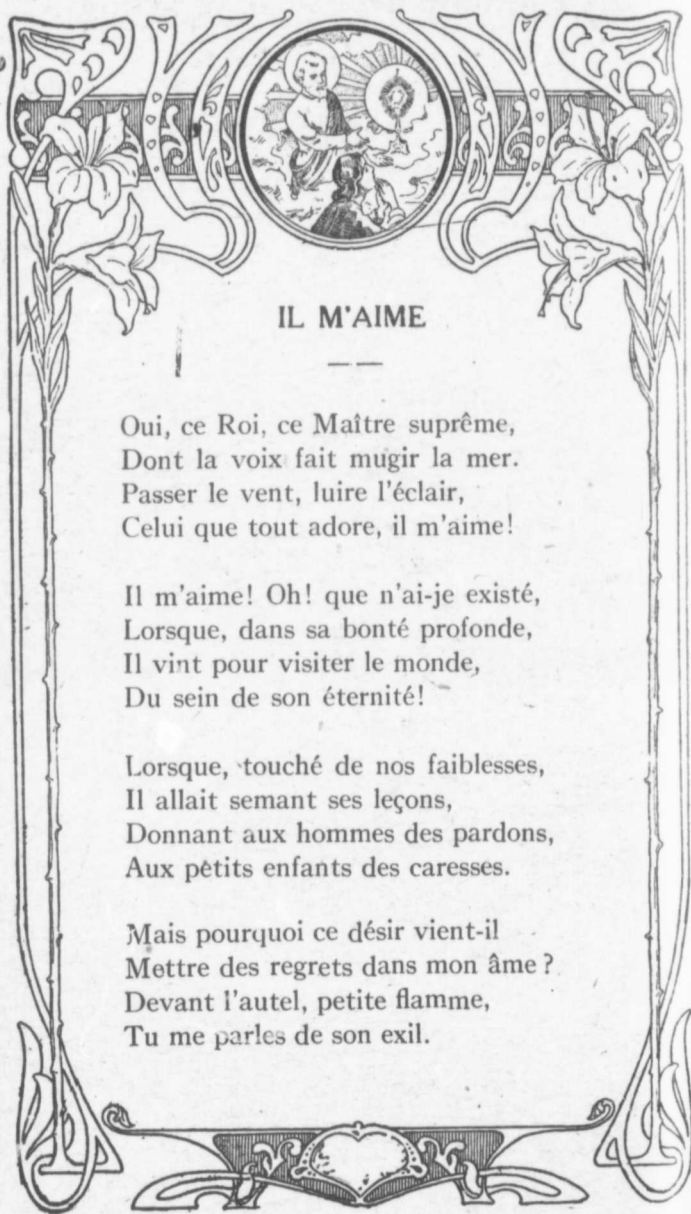 IL M'AIME
Oui, ce Roi, ce Maître suprême,
Dont la voix fait mugir la mer.
Passer le vent, luire l'éclair,
Celui que tout adore, il m'aime!
Il m'aime! Oh! que n'ai-je existé,
Lorsque, dans sa bonté profonde,
Il vint pour visiter le monde,
Du sein de son éternité!
Lorsque, touché de nos faiblesses,
Il allait semant ses leçons,
Donnant aux hommes des pardons,
Aux petits enfants des caresses.
Mais pourquoi ce désir vient-il
Mettre des regrets dans mon âme?
Devant l'autel, petite flamme,
Tu me parles de son exil.